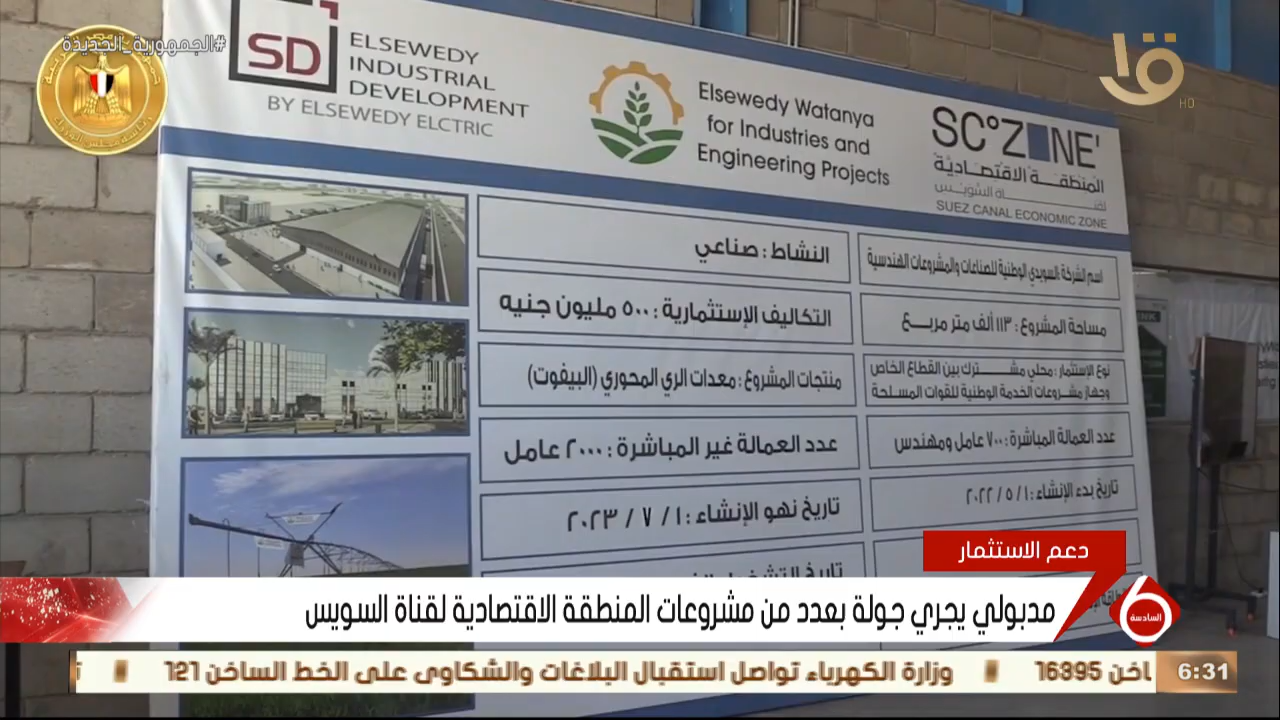 #الجمهورية_الجديدة
HD
SD
ELSEWEDY
INDUSTRIAL
DEVELOPMENT
BY ELSEWEDY ELCTRIC
Elsewedy Watanya
for Industries and
Engineering Projects
SC°ZONE'
المنطقة الاقتصادية
لقناة السويس
SUEZ CANAL ECONOMIC ZONE
اسم الشركة :السويدي الوطنية للصناعات والمشروعات الهندسية
النشاط : صناعي
مساحة المشروع : ١١٣ ألف متر مربع
التكاليف الإستثمارية : ٥٠٠ مليون جنيه
نوع الإستثمار : محلي مشترك بين القطاع الخاص
وجهاز مشروعات الخدمة الوطنية للقوات المسلحة
منتجات المشروع : معدات الري المحوري (البيفوت)
عدد العمالة المباشرة : ٧٠٠ عامل ومهندس
عدد العمالة غير المباشرة : ٢٠٠٠ عامل
تاريخ بدء الإنشاء : ٢٠٢٢ / ٥ / ١
تاريخ نهو الإنشاء : ٢٠٢٣ / ٧ / ١
دعم الاستثمار
السادسة
مدبولي يجري جولة بعدد من مشروعات المنطقة الاقتصادية لقناة السويس
6:31
اخن 16395
وزارة الكهرباء تواصل استقبال البلاغات والشكاوى على الخط الساخن 121